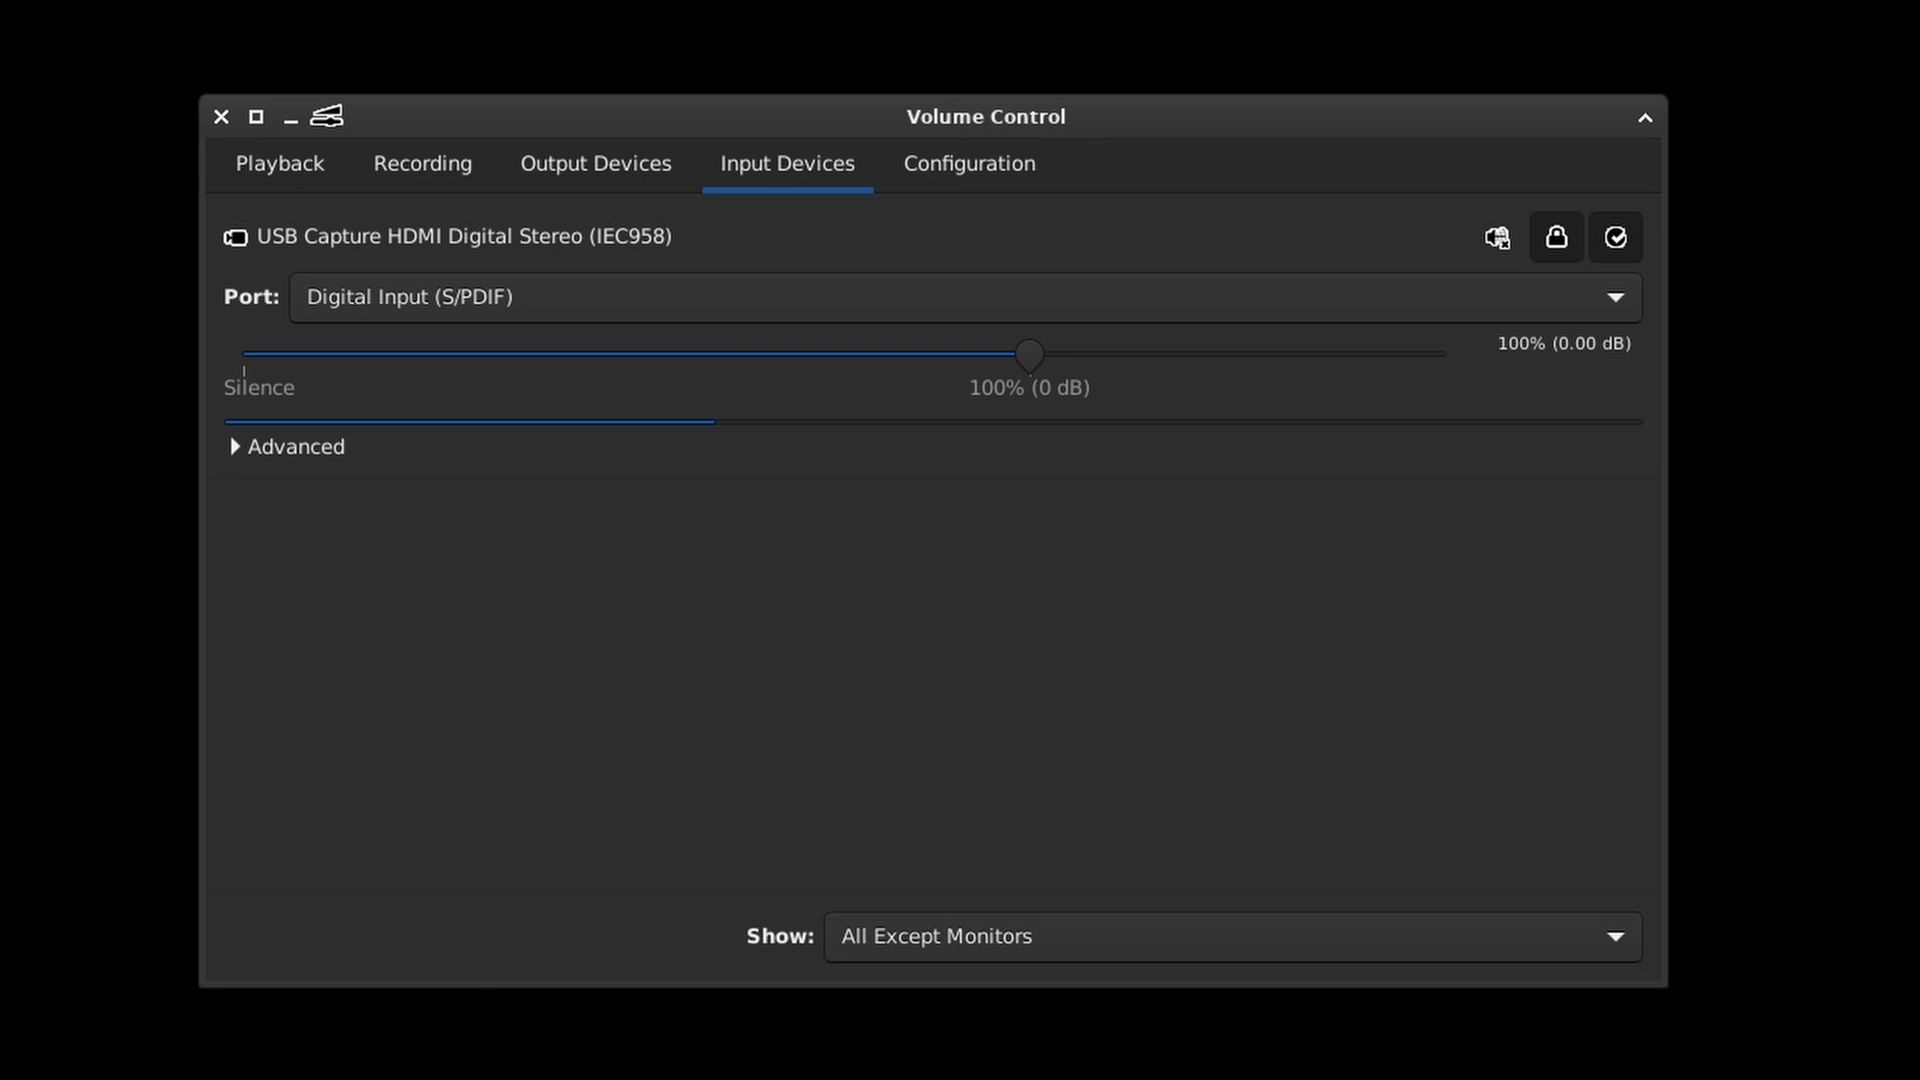 Volume Control
Playback Recording Output Devices Input Devices Configuration
USB Capture HDMI Digital Stereo (IEC958)
Port: Digital Input (S/PDIF)
100% (0.00 dB)
Silence 100% (0 dB)
Advanced
Show: All Except Monitors